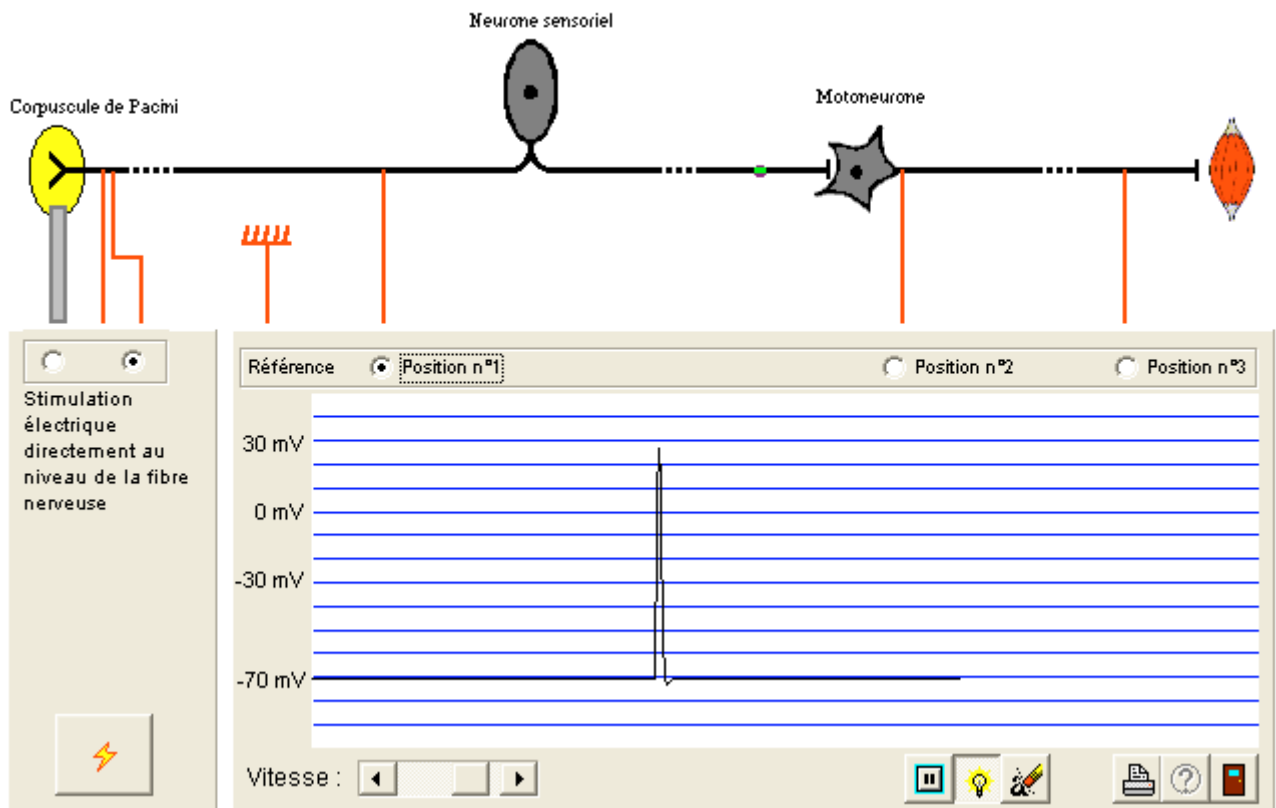 Neurone sensoriel
Corpuscule de Pacini
Motoneurone
Stimulation
électrique
directement au
niveau de la fibre
nerveuse
Référence
Position n°1
Position n°2
Position n°3
30 mV
0 mV
-30 mV
-70 mV
Vitesse :